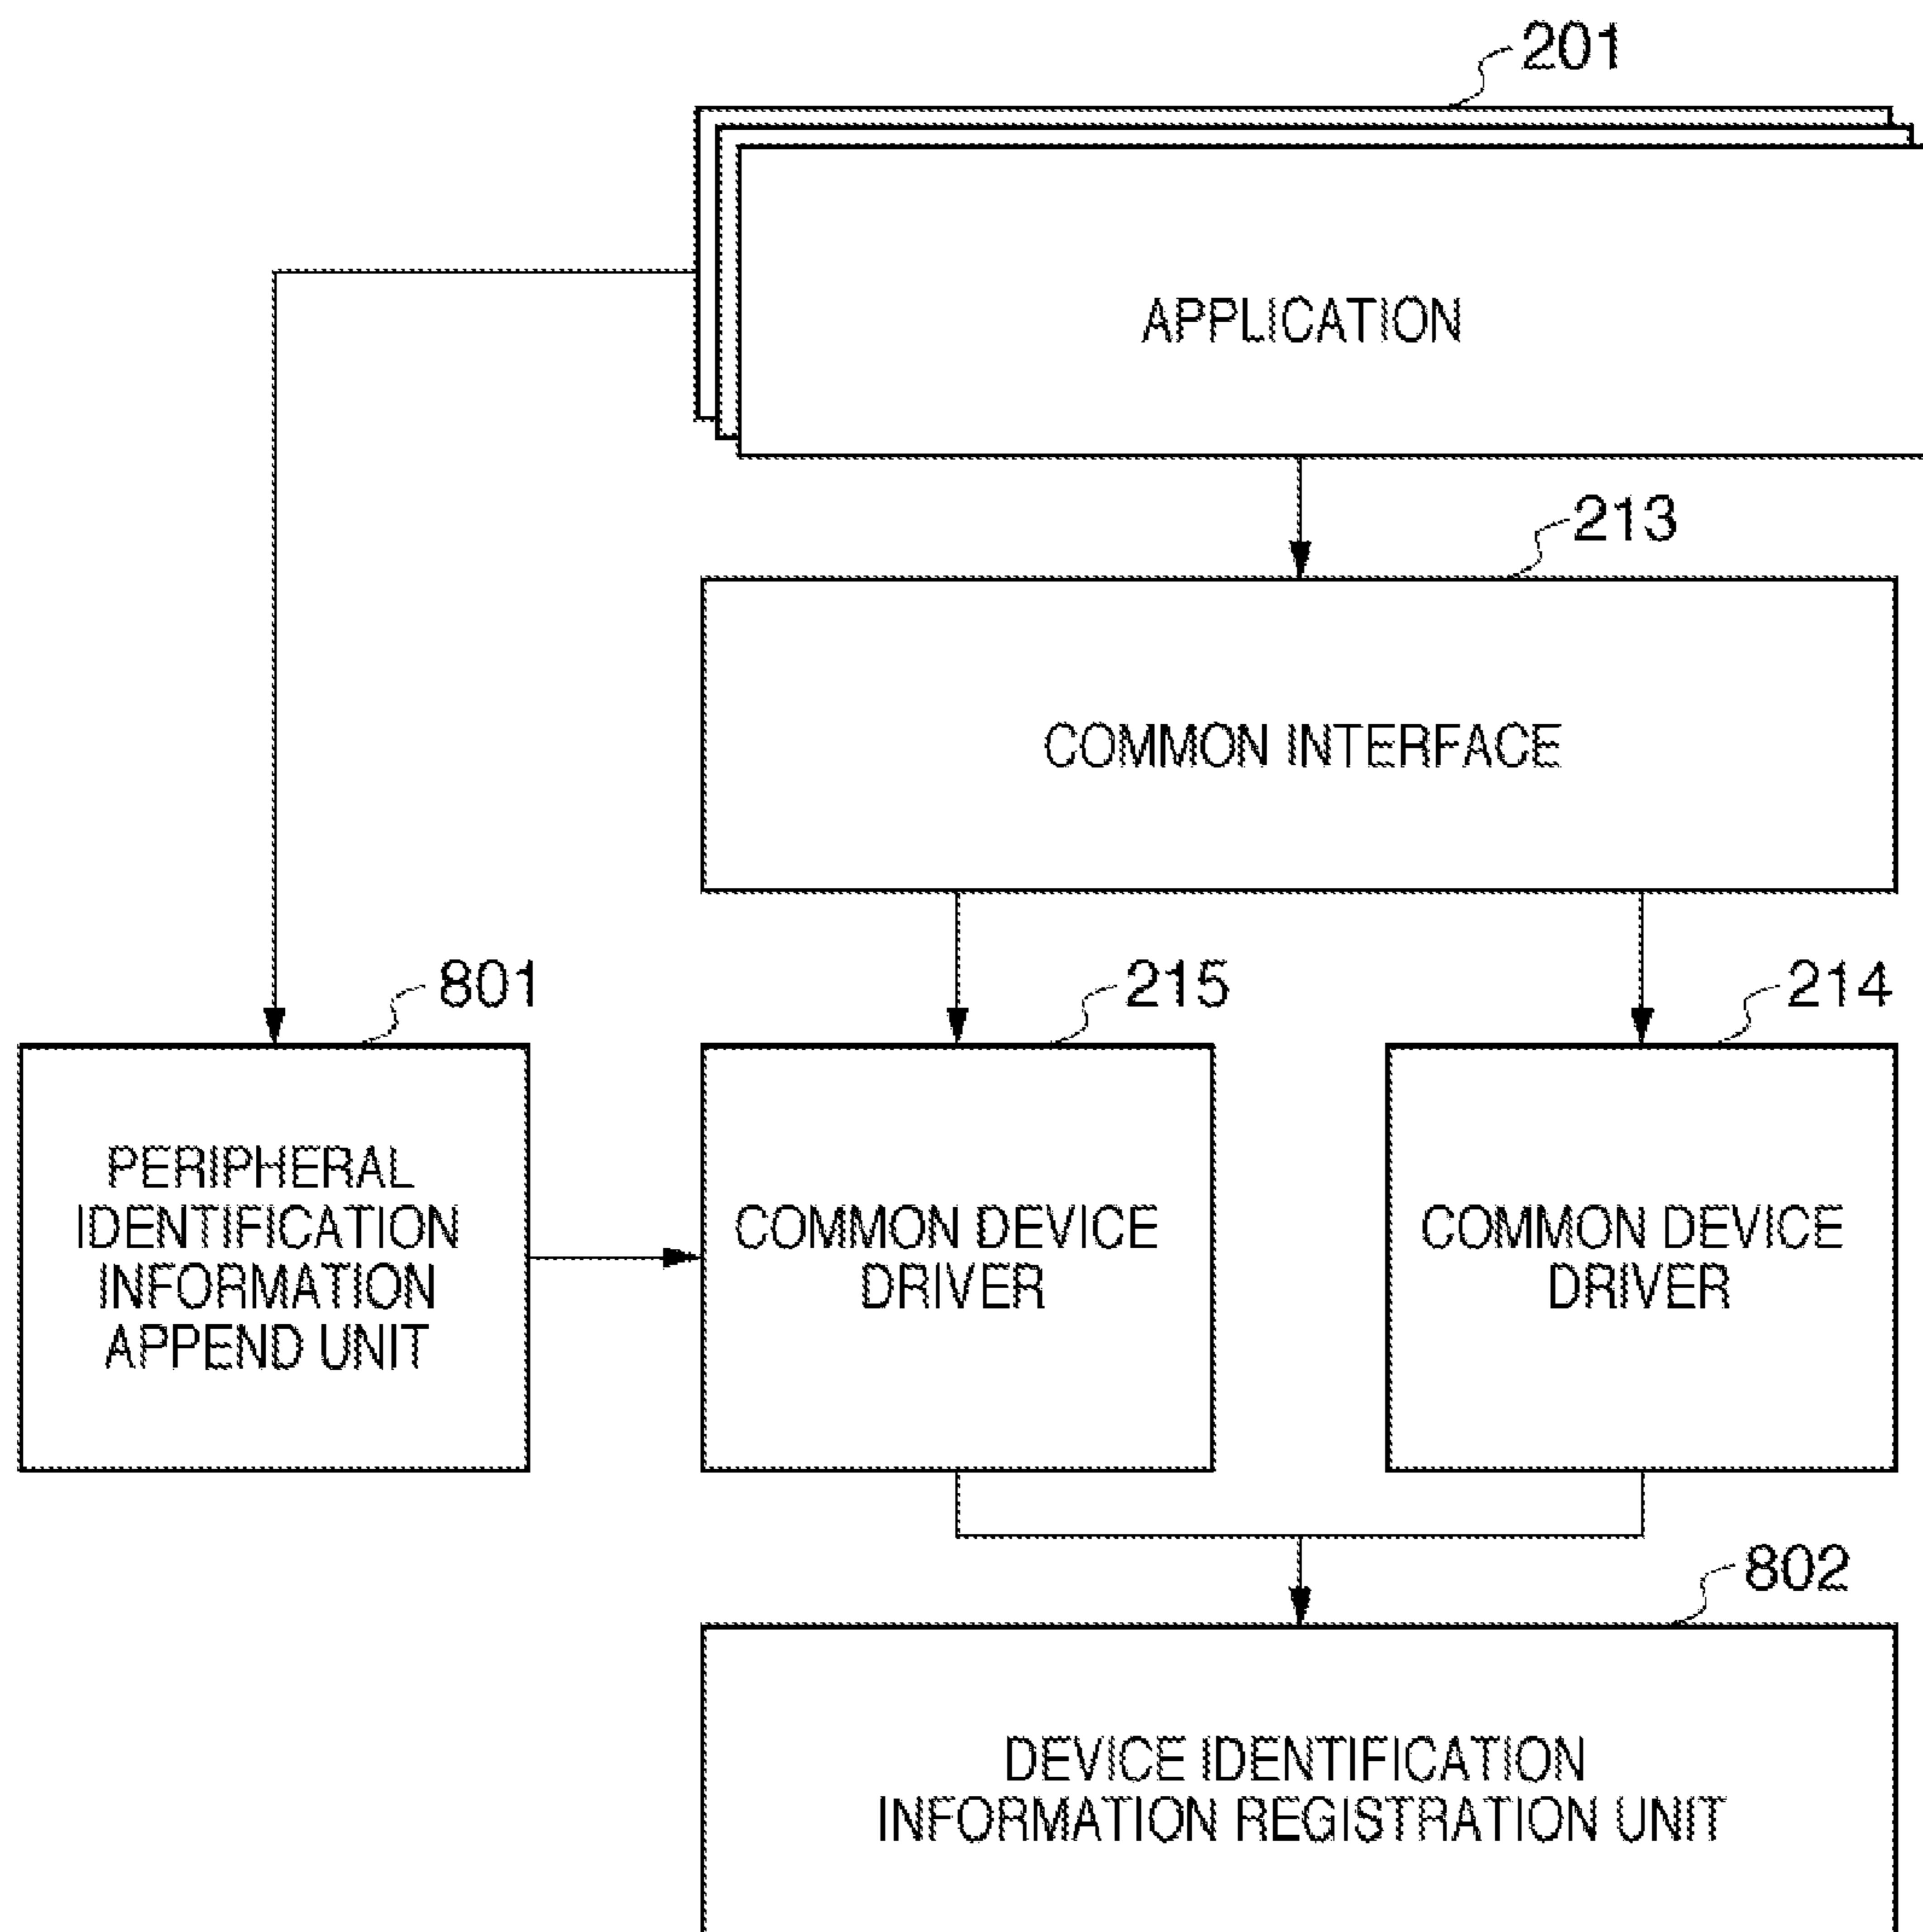 201
APPLICATION
213
COMMON INTERFACE
801
215
214
PERIPHERAL
IDENTIFICATION
INFORMATION
APPEND UNIT
COMMON DEVICE
DRIVER
COMMON DEVICE
DRIVER
802
DEVICE IDENTIFICATION
INFORMATION REGISTRATION UNIT